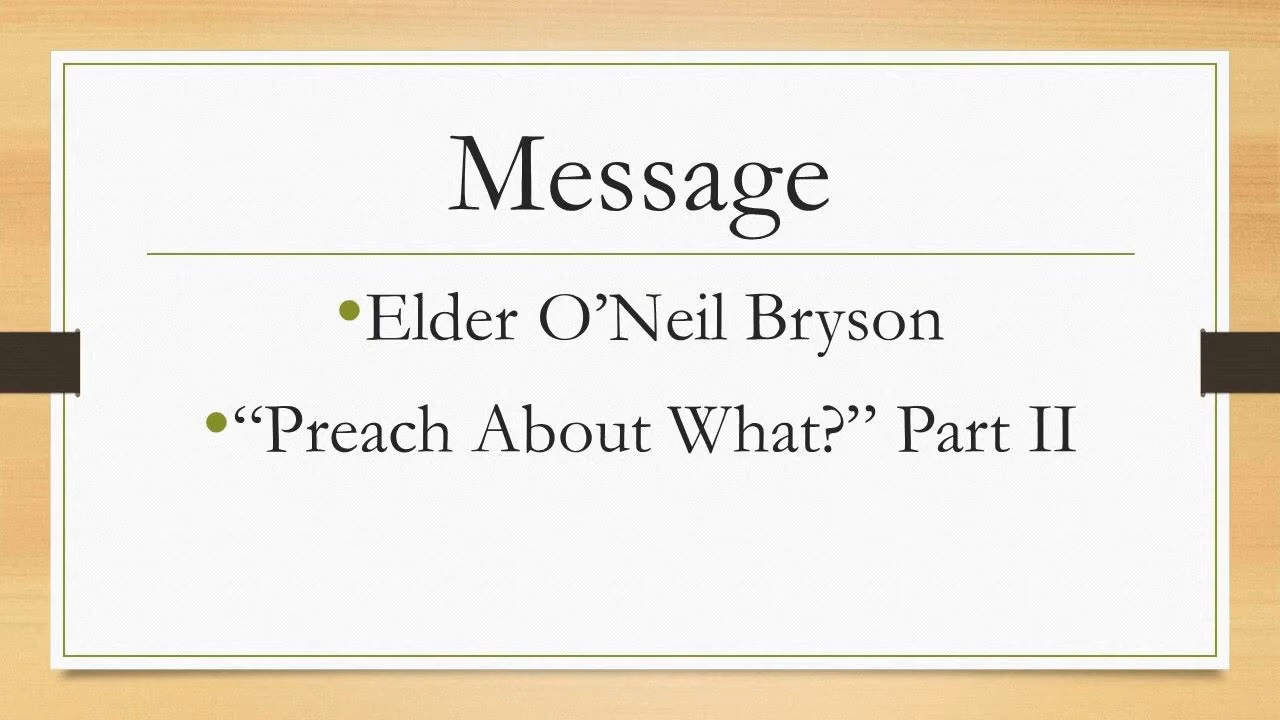 Message
•Elder O’Neil Bryson
•“Preach About What?” Part II